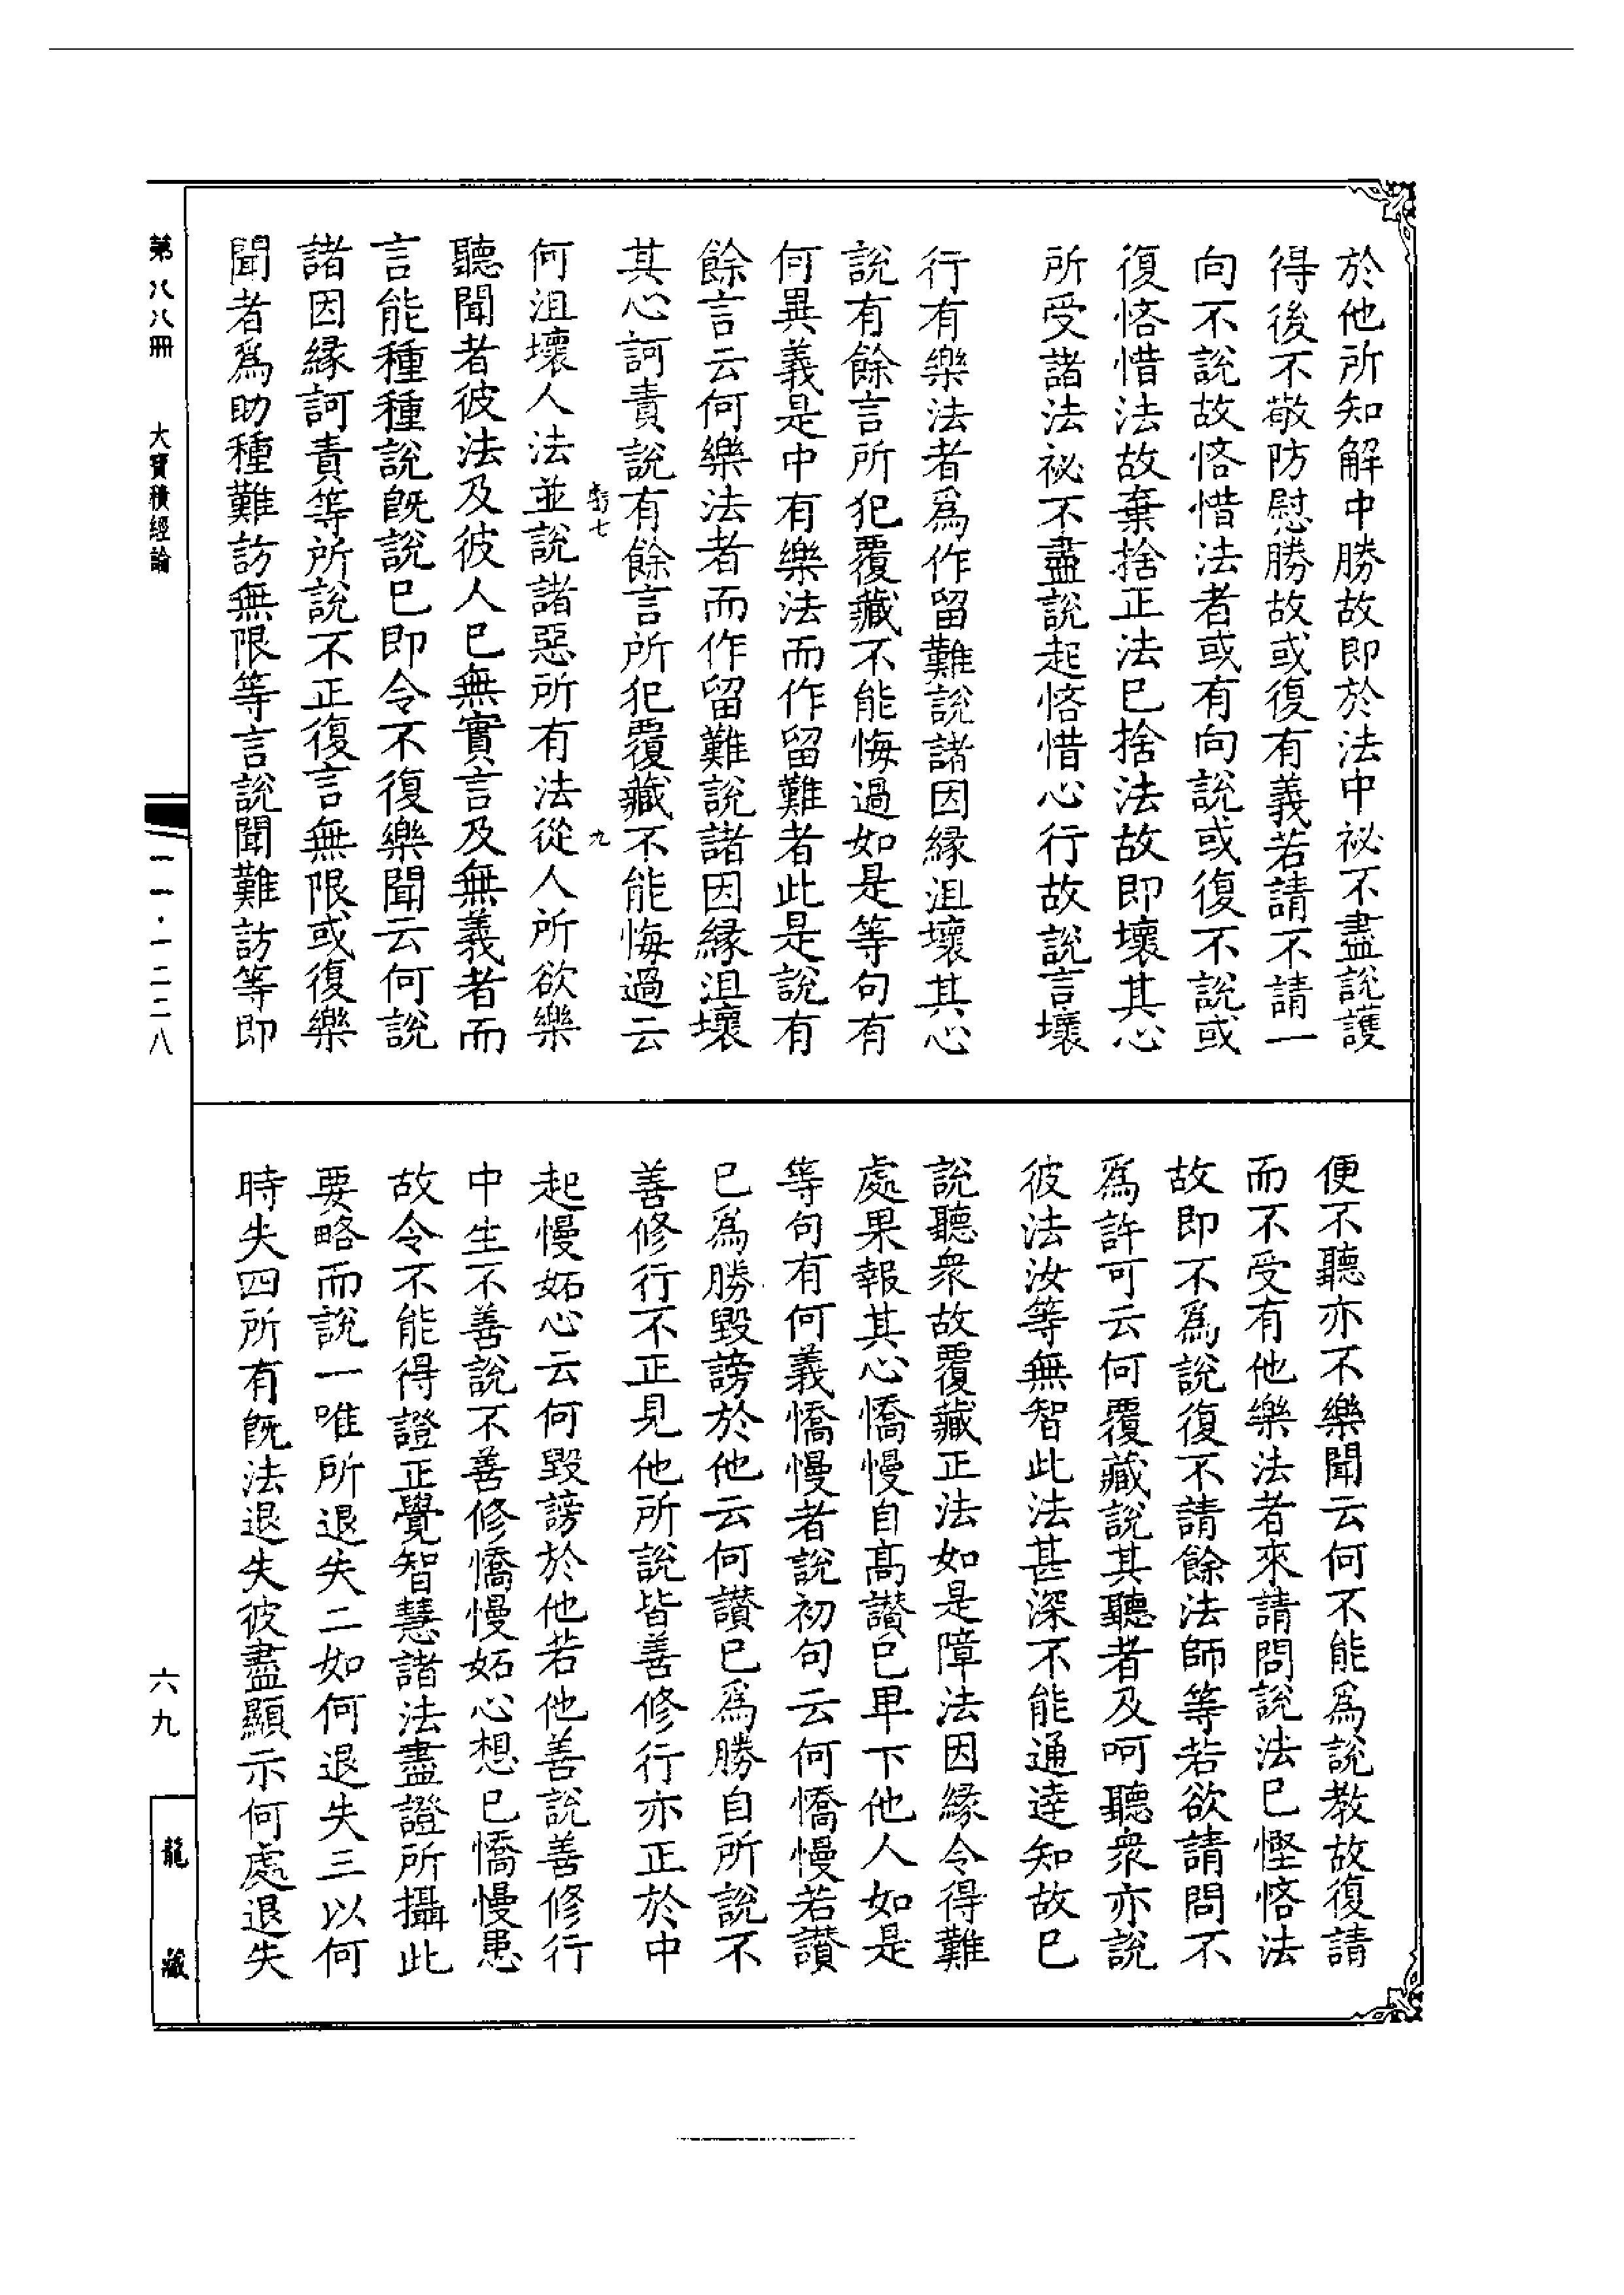 於他所知解中勝故即於法中祕不盡說護
得後不敬防慰勝故或復有義若請不請一
向不說故悋惜法者或有向說或復不說或
復悋惜法故棄捨正法已捨法故即壞其心
所受諸法祕不盡說起悋惜心行故說言壞
行有樂法者爲作留難說諸因緣沮壞其心
說有餘言所犯覆藏不能悔過如是等句有
何異義是中有樂法而作留難者此是說有
餘言云何樂法者而作留難說諸因緣沮壞
其心訶責說有餘言所犯覆藏不能悔過云
虧七 九
何沮壞人法並說諸惡所有法從人所欲樂
聽聞者彼法及彼人已無實言及無義者而
言能種種說旣說已即令不復樂聞云何說
諸因緣訶責等所說不正復言無限或復樂
聞者爲助種難訪無限等言說聞難訪等即
便不聽亦不樂聞云何不能爲說教故復請
而不受有他樂法者來請問說法已慳悋法
故即不爲說復不請餘法師等若欲請問不
爲許可云何覆藏說其聽者及呵聽衆亦說
彼法汝等無智此法甚深不能通達知故已
說聽衆故覆藏正法如是障法因緣令得難
處果報其心憍慢自高讚已卑下他人如是
等句有何義憍慢者說初句云何憍慢若讚
已爲勝毀謗於他云何讚已爲勝自所說不
善修行不正見他所說皆善修行亦正於中
起慢妬心云何毀謗於他若他善說善修行
中生不善說不善修憍慢妬心想已憍慢恚
故令不能得證正覺智慧諸法盡證所攝此
要略而說一唯所退失二如何退失三以何
時失四所有旣法退失彼盡顯示何處退失
第八八冊 大寶積經論
一一·一二二八
六九
龍藏